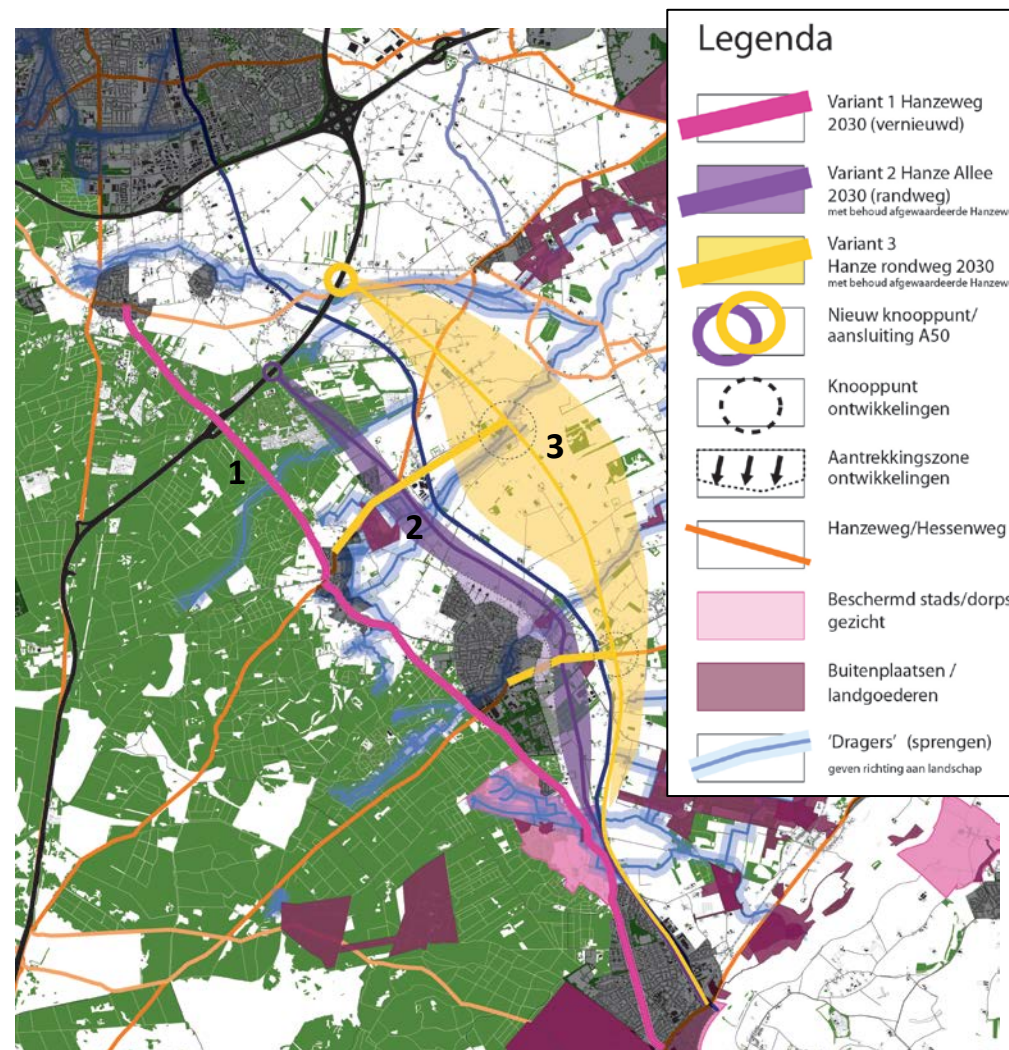 Legenda
Variant 1 Hanzeweg
2030 (vernieuwd)
Variant 2 Hanze Allee
2030 (randweg)
met behoud afgewaardeerde Hanzewe
Variant 3
Hanze rondweg 2030
met behoud afgewaardeerde Hanzewe
Nieuw knooppunt/
aansluiting A50
Knooppunt
ontwikkelingen
Aantrekkingszone
ontwikkelingen
Hanzeweg/Hessenweg
Beschermd stads/dorps
gezicht
Buitenplaatsen /
landgoederen
'Dragers' (sprengen)
geven richting aan landschap
1
2
3